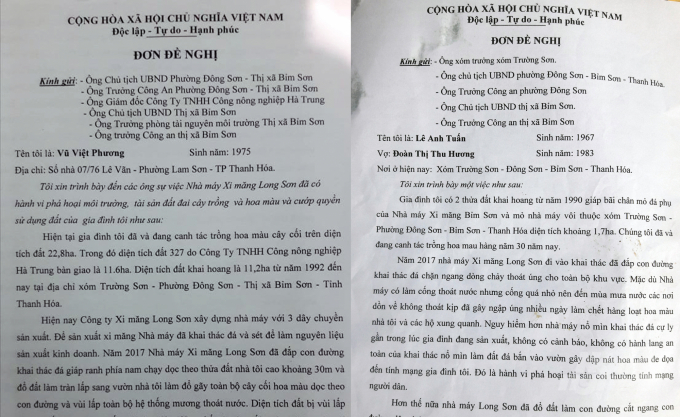 CỘNG HÒA XÃ HỘI CHỦ NGHĨA VIỆT NAM
Độc lập - Tự do - Hạnh phúc
ĐƠN ĐỀ NGHỊ
Kính gửi: - Ông Chủ tịch UBND Phường Đông Sơn - Thị xã Bỉm Sơn
- Ông Trưởng Công An Phường Đông Sơn - Thị xã Bỉm Sơn
- Ông Giám đốc Công Ty TNHH Công nông nghiệp Hà Trung
- Ông Chủ tịch UBND Thị xã Bỉm Sơn
- Ông Trưởng phòng tài nguyên môi trường Thị xã Bỉm Sơn
- Ông trưởng Công an thị xã Bỉm Sơn
Tên tôi là: Vũ Việt Phương Sinh năm: 1975
Địa chỉ: Số nhà 07/76 Lê Văn - Phường Lam Sơn - TP Thanh Hóa.
Tôi xin trình bày đến các ông sự việc Nhà máy Xi măng Long Sơn đã có
hành vi phá hoại môi trường, tài sản đất đai cây trồng và hoa màu và cướp quyền
sử dụng đất của gia đình tôi như sau:
Hiện tại gia đình tôi đã và đang canh tác trồng hoa màu cây cối trên diện
tích đất 22,8ha. Trong đó diện tích đất 327 do Công Ty TNHH Công nông nghiệp
Hà Trung bàn giao là 11.6ha. Diện tích đất khai hoang là 11,2ha từ năm 1992 đến
nay tại địa chỉ xóm Trường Sơn - Phường Đông Sơn - Thị xã Bỉm Sơn - Tỉnh
Thanh Hóa.
Hiện nay Công ty Xi măng Long Sơn xây dựng nhà máy với 3 dây chuyền
sản xuất. Để sản xuất xi măng Nhà máy đã khai thác đá và sét để làm nguyên liệu
sản xuất kinh doanh. Năm 2017 Nhà máy Xi măng Long Sơn đã đắp con đường
khai thác đá giáp ranh phía nam chạy dọc theo thửa đất nhà tôi cao khoảng 30m và
đổ đất làm tràn lấp sang vườn nhà tôi làm đổ gãy toàn bộ cây cối hoa màu dọc theo
con đường và vùi lấp toàn bộ hệ thống mương thoát nước. Diện tích đất bị vùi lấp
CỘNG HÒA XÃ HỘI CHỦ NGHĨA VIỆT NAM
Độc lập - Tự do - Hạnh phúc
ĐƠN ĐỀ NGHỊ
Kính gửi: - Ông xóm trưởng xóm Trường Sơn.
- Ông chủ tịch UBND phường Đông Sơn - Bỉm Sơn - Thanh Hóa.
- Ông Trưởng Công an phường Đông Sơn
- Ông Chủ tịch UBND thị xã Bỉm Sơn.
- Ông Trưởng Công an thị xã Bỉm Sơn
Tên tôi là: Lê Anh Tuấn Sinh năm: 1967
Vợ: Đoàn Thị Thu Hương Sinh năm: 1983
Nơi ở hiện nay: Xóm Trường Sơn - Đông Sơn - Bỉm Sơn - Thanh Hóa.
Tôi xin trình bày một việc như sau:
Gia đình tôi có 2 thửa đất khai hoang từ năm 1990 giáp bãi chân mỏ đá phụ
của Nhà máy Xi măng Bỉm Sơn và mỏ nhà máy vôi thuộc xóm Trường Sơn -
Phường Đông Sơn - Bỉm Sơn - Thanh Hóa diện tích khoảng 1,7ha. Chúng tôi đã và
đang canh tác trồng hoa mau hàng năm 30 năm nay.
Năm 2017 nhà máy Xi măng Long Sơn đi vào khai thác đã đắp con đường
khai thác đá chặn ngang dòng chảy thoát úng cho toàn bộ khu vực. Mặc dù Nhà
máy có làm cống thoát nước nhưng cống quá nhỏ nên đến mùa mưa nước các nơi
dồn về không thoát kịp đã gây ngập úng nhiều ngày làm chết hàng loạt hoa màu
nhà tôi và các hộ xung quanh. Nguy hiểm hơn nhà máy nổ mìn khai thác đá cự ly
gần trong lúc gia đình đang sản xuất, không có cảnh báo, không có hành lang an
toàn của khai thác nổ mìn làm đất đá bắn vào vườn gây dập nát hoa màu đe dọa
đến tính mạng gia đình tôi. Đó là hành vi phá hoại tài sản coi thường tính mạng
người dân.
Hơn thế nữa nhà máy Long Sơn đã đổ đất làm con đường cắt ngang con